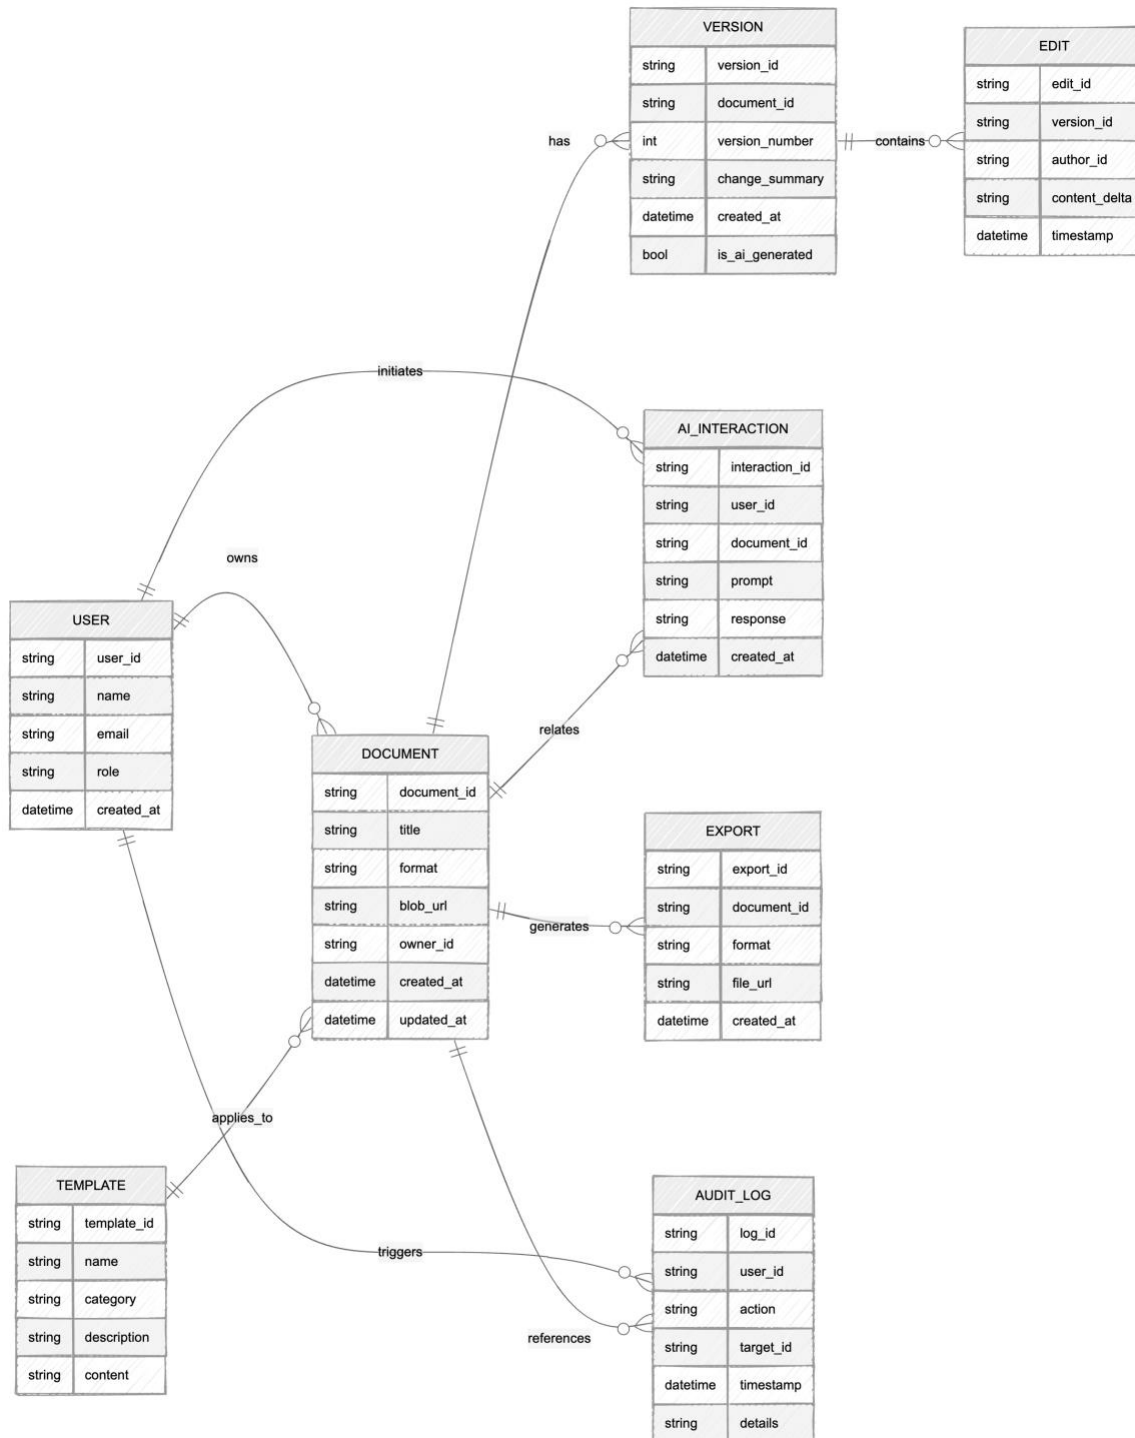 VERSION
string version_id
string document_id
int version_number
string change_summary
datetime created_at
bool is_ai_generated
EDIT
string edit_id
string version_id
string author_id
string content_delta
datetime timestamp
has
contains
initiates
AI_INTERACTION
string interaction_id
string user_id
string document_id
string prompt
string response
datetime created_at
owns
USER
string user_id
string name
string email
string role
datetime created_at
relates
DOCUMENT
string document_id
string title
string format
string blob_url
string owner_id
datetime created_at
datetime updated_at
generates
EXPORT
string export_id
string document_id
string format
string file_url
datetime created_at
applies_to
TEMPLATE
string template_id
string name
string category
string description
string content
triggers
references
AUDIT_LOG
string log_id
string user_id
string action
string target_id
datetime timestamp
string details